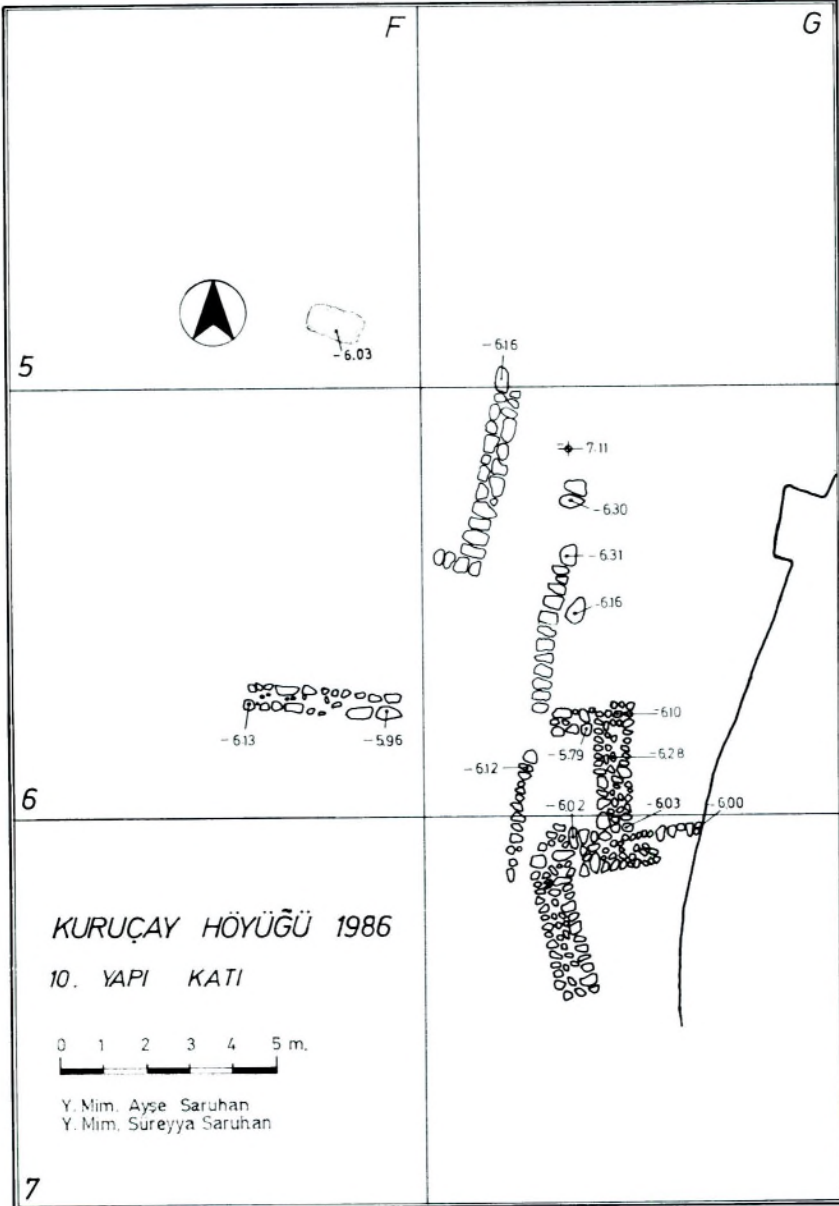 F
G
-6.03
5
-6.16
7.11
-6.30
-6.31
-6.16
-6.10
-6.13
-5.96
-5.79
-6.28
-6.12
6
-6.02
-6.03
-6.00
KURUÇAY HÖYÜĞÜ 1986
10. YAPI KATI
0 1 2 3 4 5 m.
Y. Mim. Ayşe Saruhan
Y. Mim. Süreyya Saruhan
7